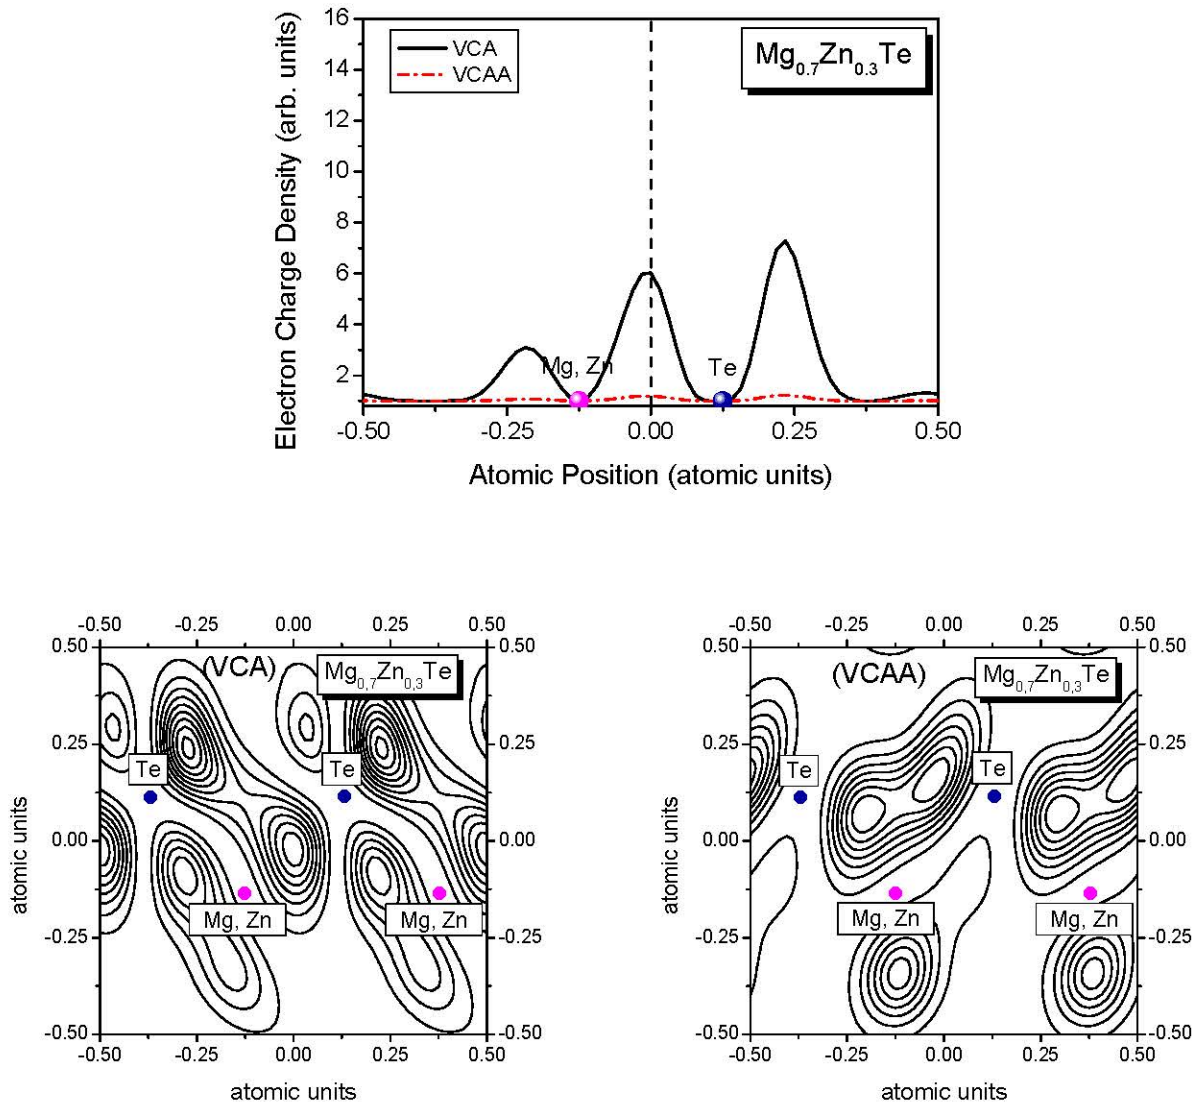 Electron Charge Density (arb. units)
16
14
12
10
8
6
4
2
VCA
VCAA
Mg0.7Zn0.3Te
Mg, Zn
Te
-0.50 -0.25 0.00 0.25 0.50
Atomic Position (atomic units)
-0.50 -0.25 0.00 0.25 0.50
0.50 0.50
(VCA)
Mg0,7Zn0,3Te
0.25 0.25
Te Te
atomic units
0.00 0.00
Mg, Zn Mg, Zn
-0.25 -0.25
-0.50 -0.50
-0.50 -0.25 0.00 0.25 0.50
atomic units
-0.50 -0.25 0.00 0.25 0.50
0.50 0.50
(VCAA)
Mg0,7Zn0,3Te
0.25 0.25
Te Te
atomic units
0.00 0.00
Mg, Zn Mg, Zn
-0.25 -0.25
-0.50 -0.50
-0.50 -0.25 0.00 0.25 0.50
atomic units